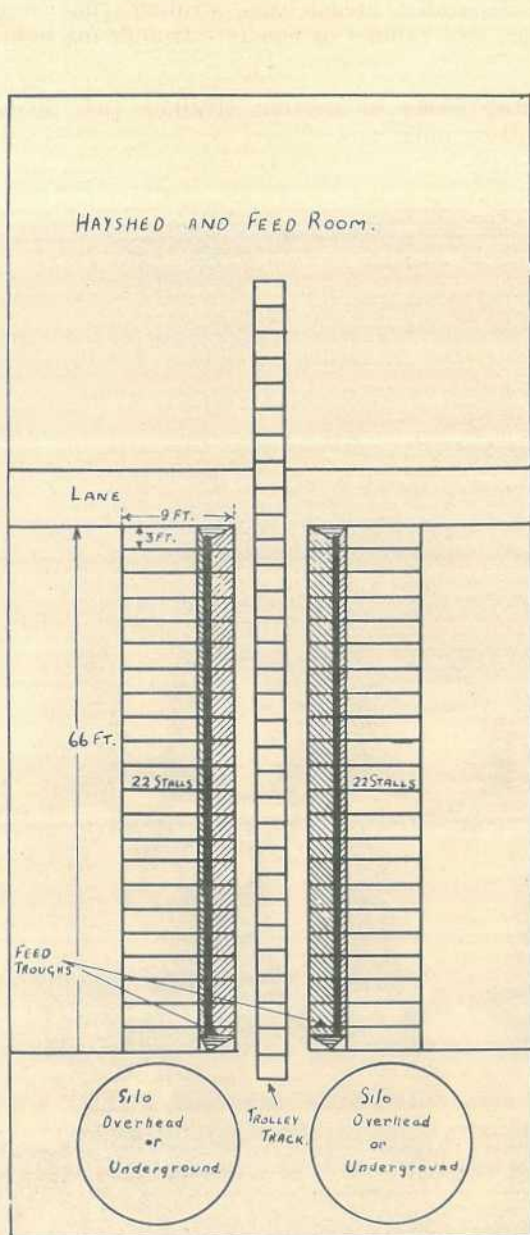 HAYSHED AND FEED ROOM.
LANE
9 FT.
3 FT.
66 FT.
22 STALLS
22 STALLS
FEED
TROUGHS
Silo
Overhead
or
Underground
TROLLEY
TRACK.
Silo
Overhead
or
Underground